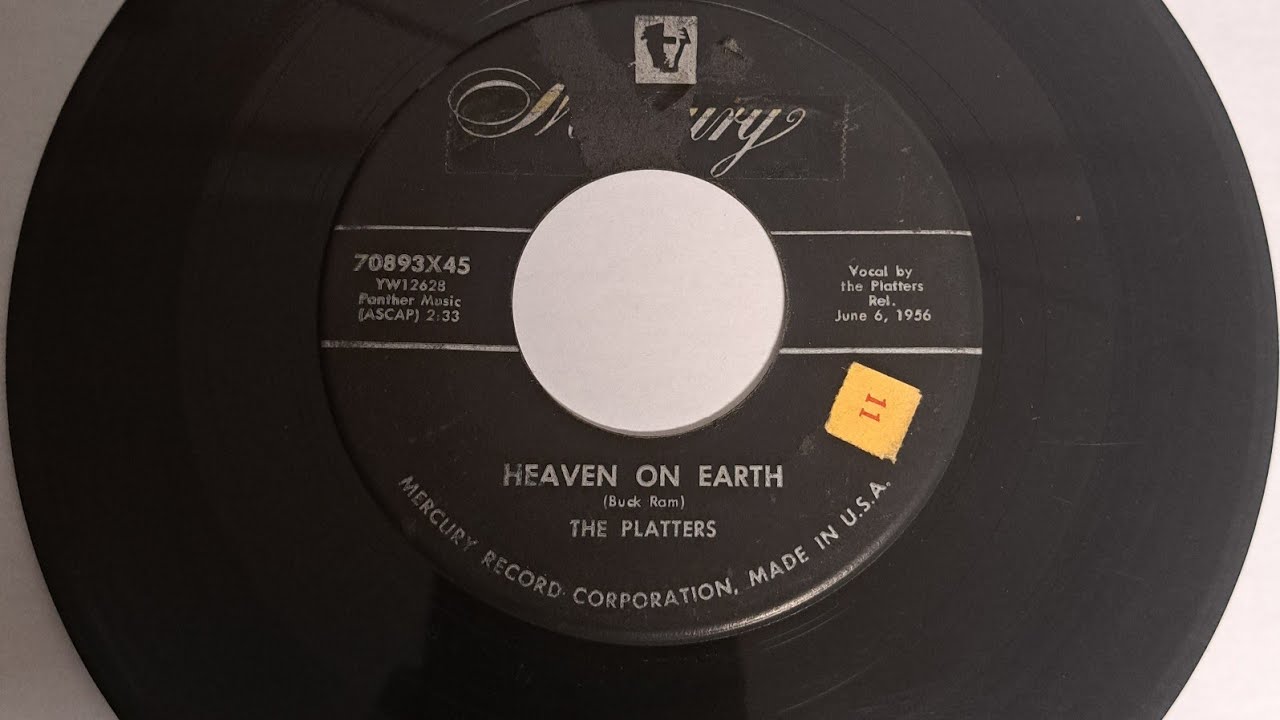 70893X45
YW12628
Panther Music
(ASCAP) 2:33
Vocal by
the Platters
Rel.
June 6, 1956
11
HEAVEN ON EARTH
(Buck Ram)
THE PLATTERS
MERCURY RECORD CORPORATION, MADE IN U.S.A.